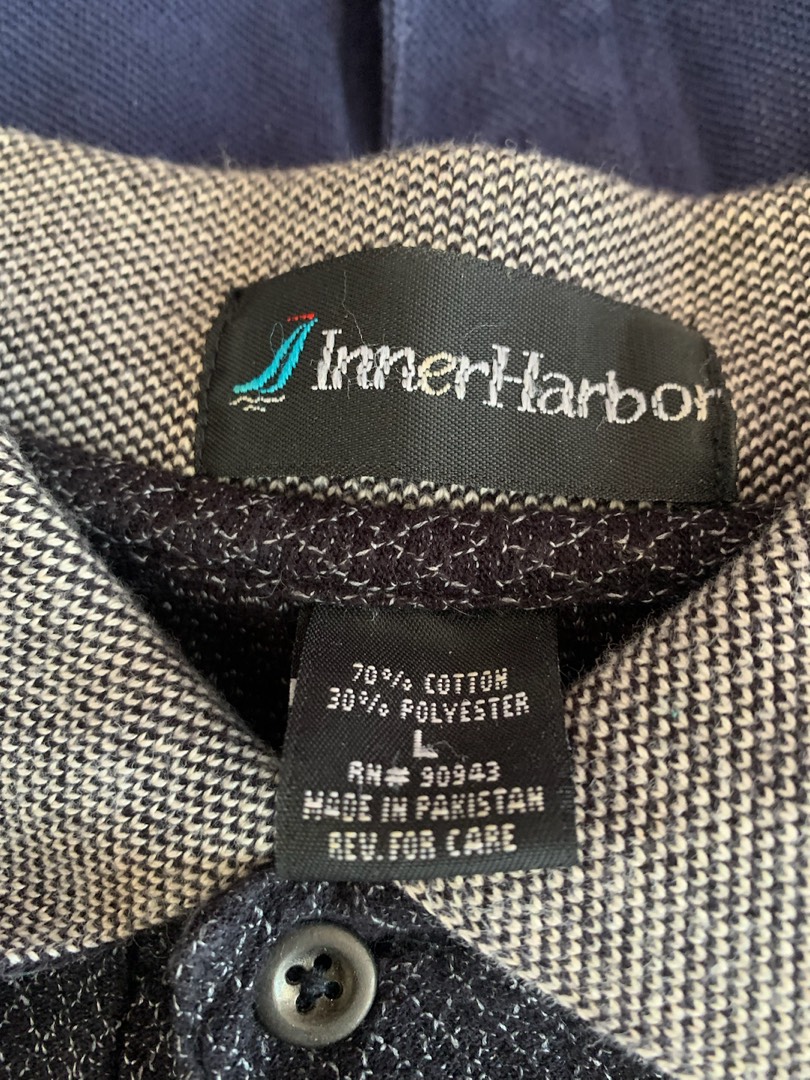 InnerHarbor
70% COTTON
30% POLYESTER
L
RN# 90943
MADE IN PAKISTAN
REV. FOR CARE